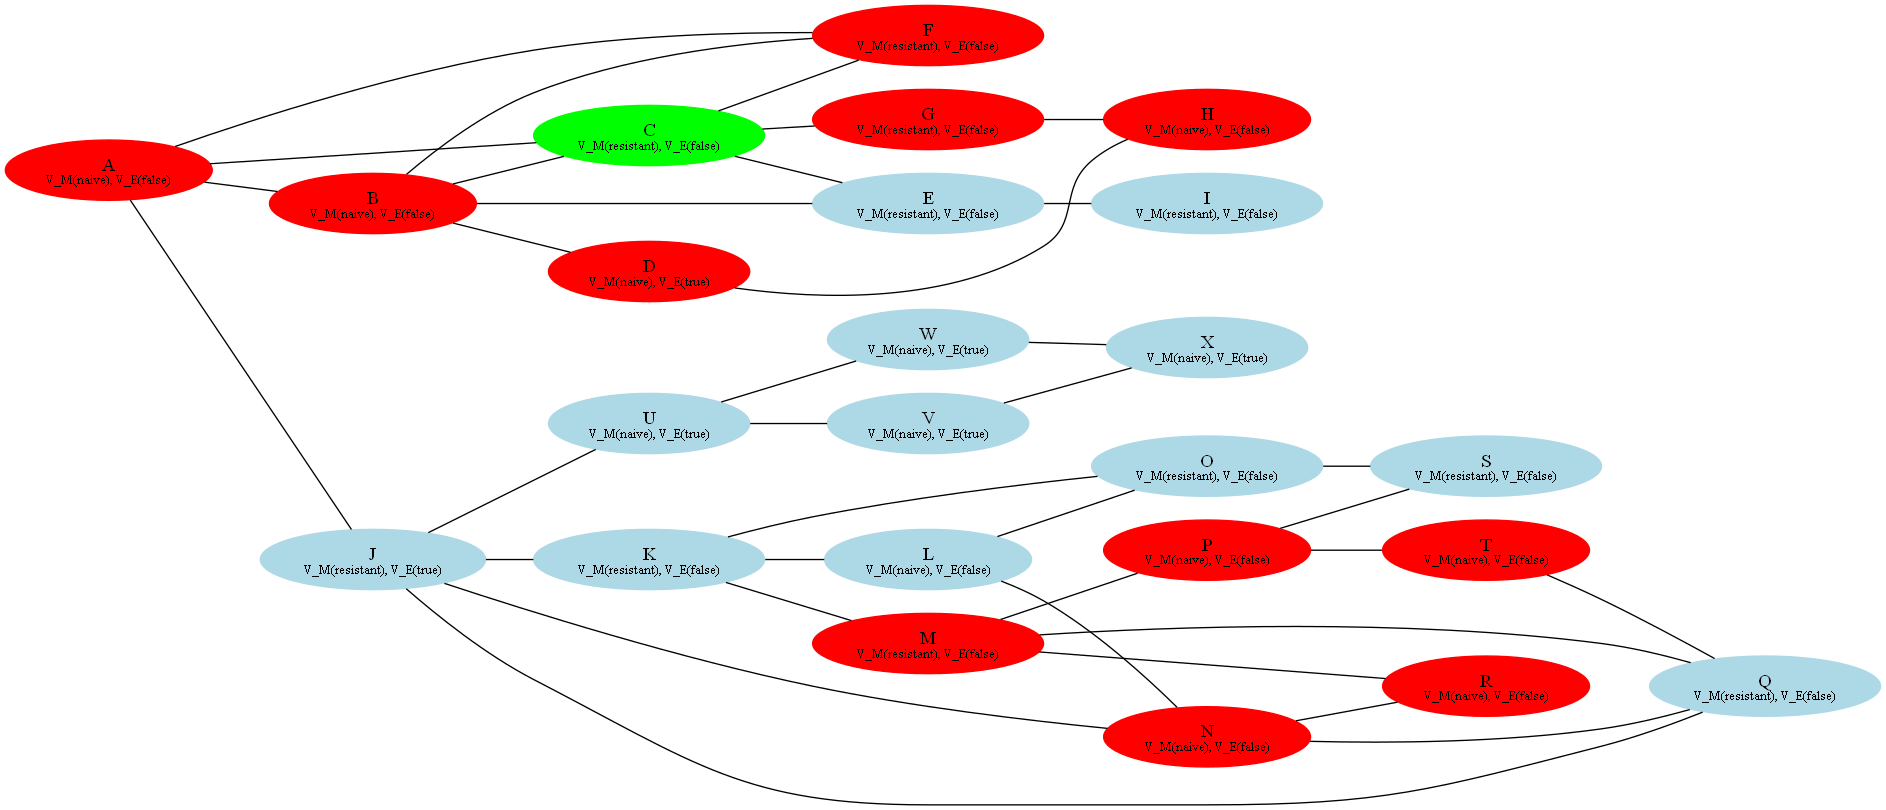 F
V_M(resistant), V_E(false)
G
V_M(resistant), V_E(false)
H
V_M(naive), V_E(false)
C
V_M(resistant), V_E(false)
A
V_M(naive), V_E(false)
B
V_M(naive), V_E(false)
E
V_M(resistant), V_E(false)
I
V_M(resistant), V_E(false)
D
V_M(naive), V_E(true)
W
V_M(naive), V_E(true)
X
V_M(naive), V_E(true)
U
V_M(naive), V_E(true)
V
V_M(naive), V_E(true)
O
V_M(resistant), V_E(false)
S
V_M(resistant), V_E(false)
J
V_M(resistant), V_E(true)
K
V_M(resistant), V_E(false)
L
V_M(naive), V_E(false)
P
V_M(naive), V_E(false)
T
V_M(naive), V_E(false)
M
V_M(resistant), V_E(false)
R
V_M(naive), V_E(false)
Q
V_M(resistant), V_E(false)
N
V_M(naive), V_E(false)